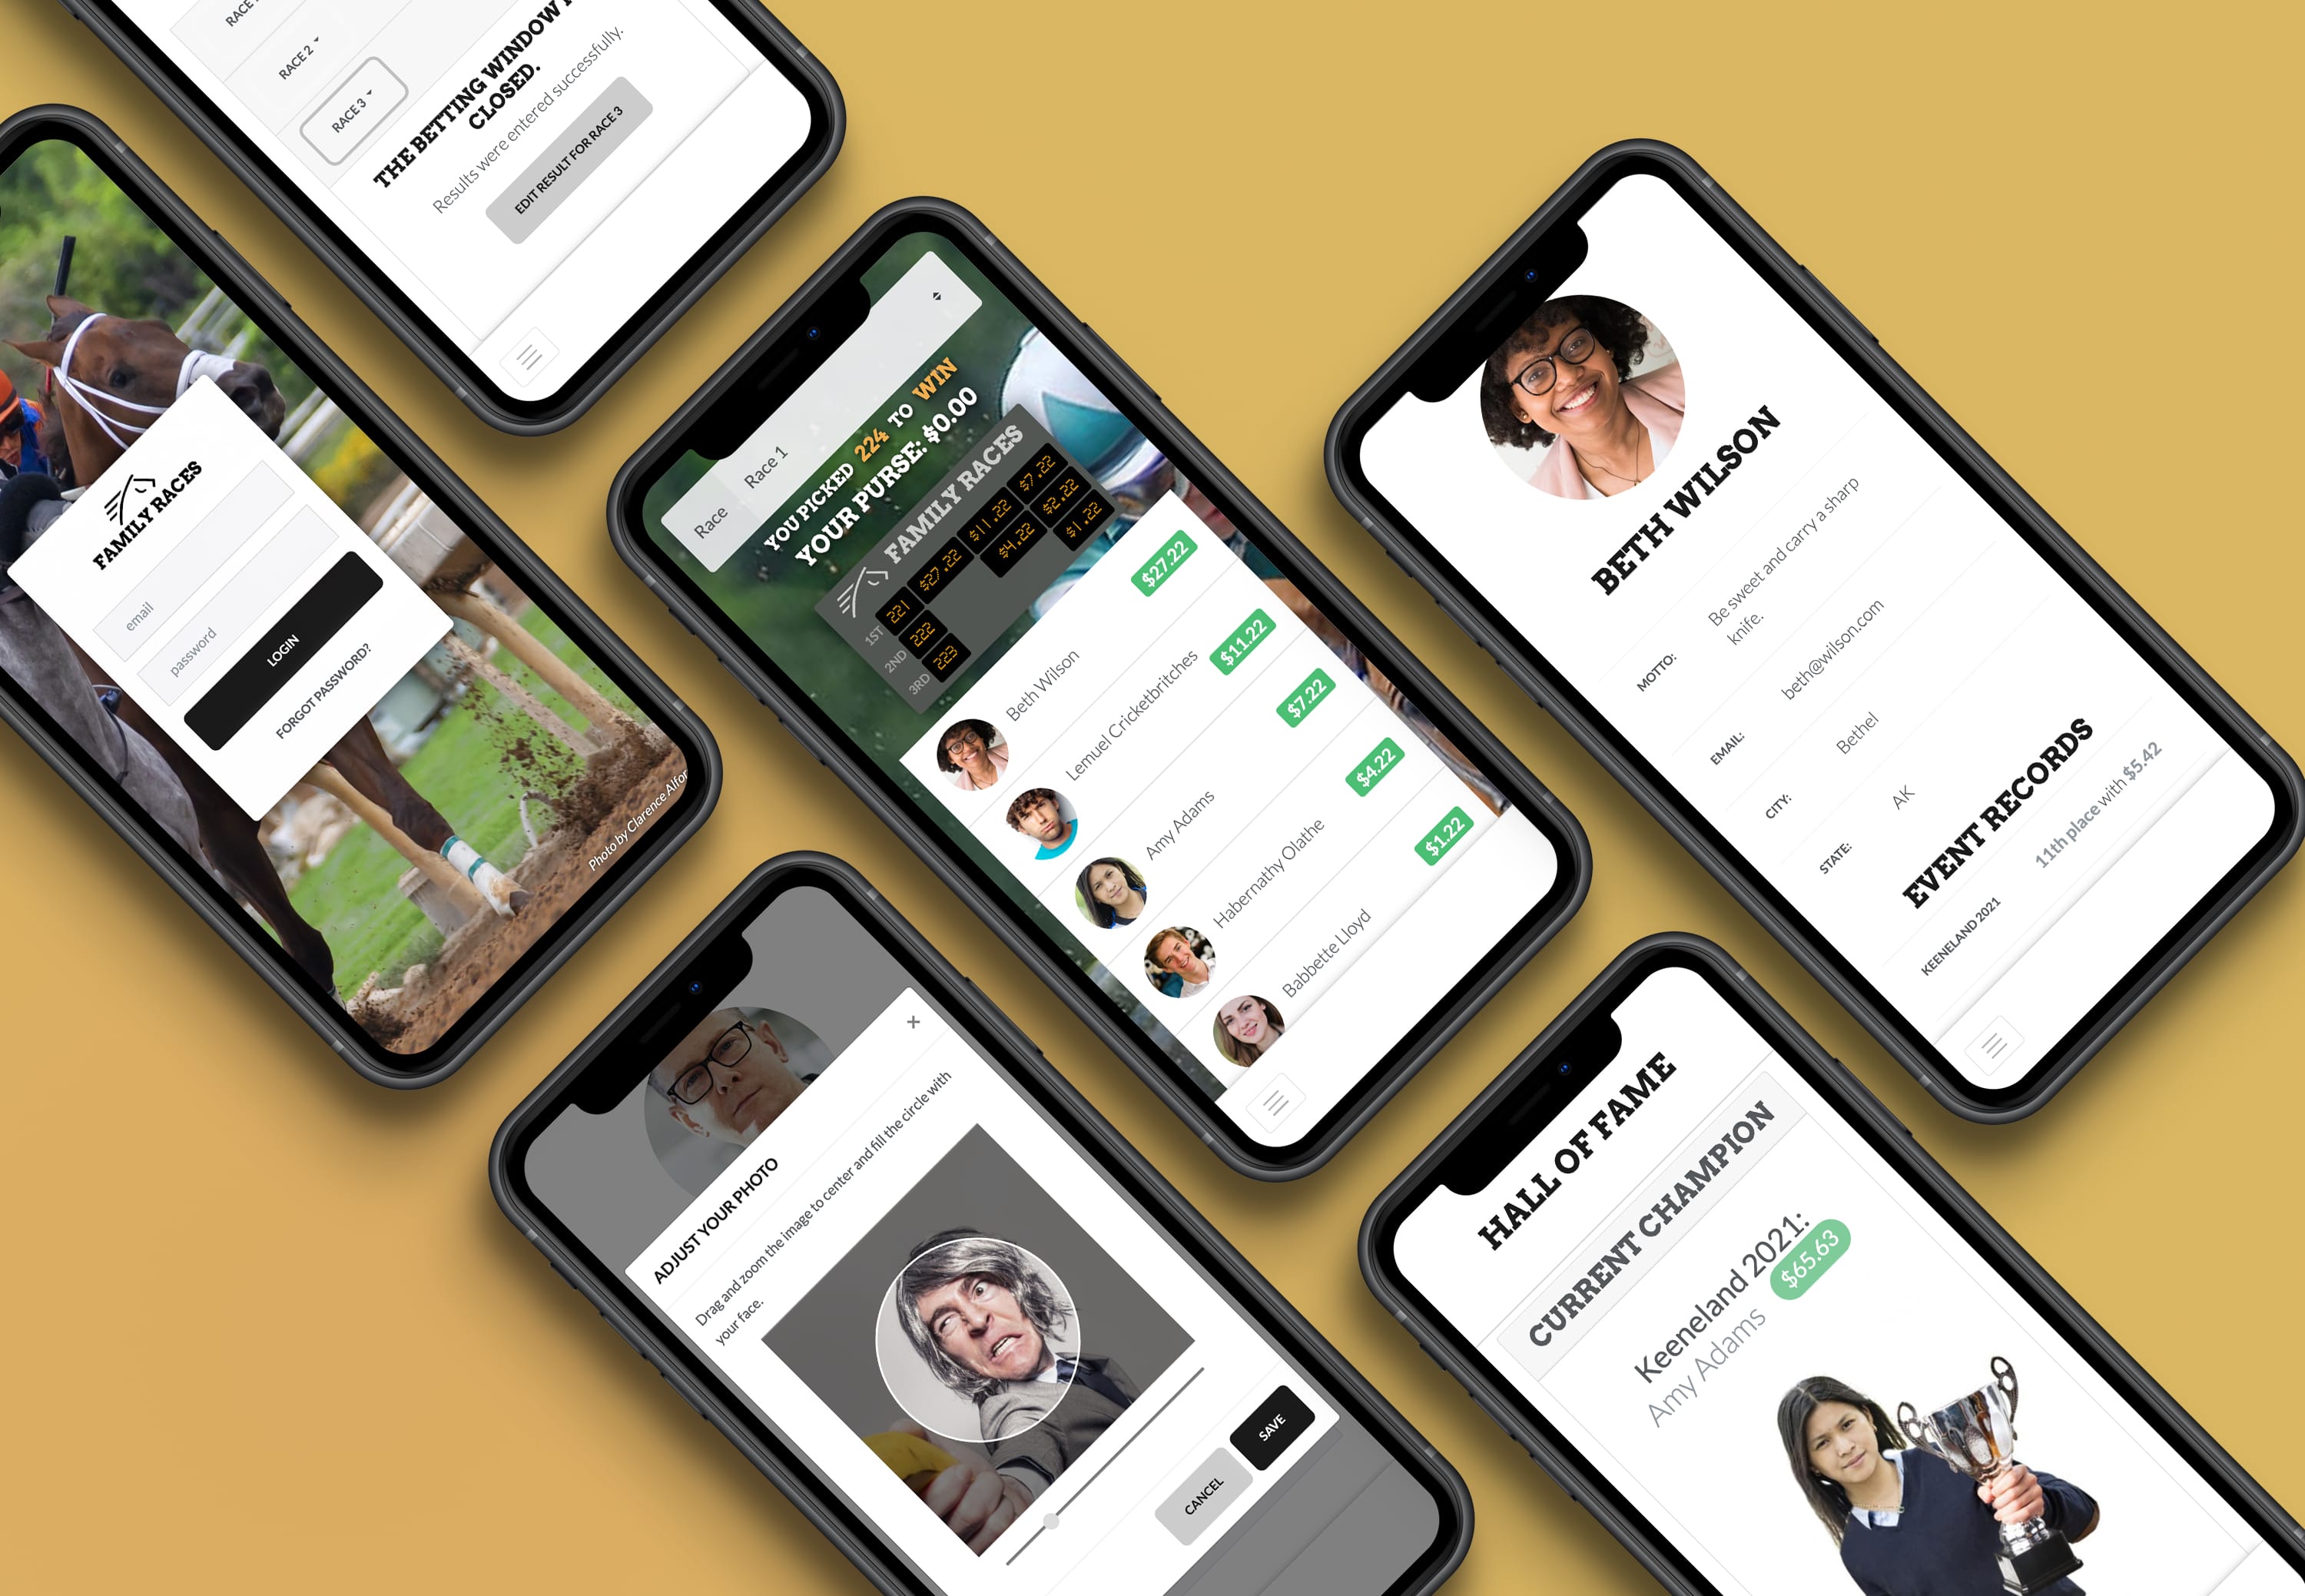 RACE 2
RACE 3
THE BETTING WINDOW
CLOSED.
Results were entered successfully.
EDIT RESULT FOR RACE 3
FAMILY RACES
email
password
LOGIN
FORGOT PASSWORD?
Photo by Clarence
Race Race 1
YOU PICKED 224 TO WIN
YOUR PURSE: $0.00
FAMILY RACES
1ST 221 $27.22 $11.22 $7.22
2ND 222 $4.22 $2.22
3RD 223 $1.22
Beth Wilson $27.22
Lemuel Cricketbritches $11.22
Amy Adams $7.22
Habernathy Olathe $4.22
Babbette Lloyd $1.22
BETH WILSON
MOTTO: Be sweet and carry a sharp
knife.
EMAIL: beth@wilson.com
CITY: Bethel
STATE: AK
EVENT RECORDS
KEENELAND 2021 11th place with $5.42
ADJUST YOUR PHOTO
Drag and zoom the image to center and fill the circle with
your face.
CANCEL SAVE
HALL OF FAME
CURRENT CHAMPION
Keeneland 2021:
Amy Adams $65.63